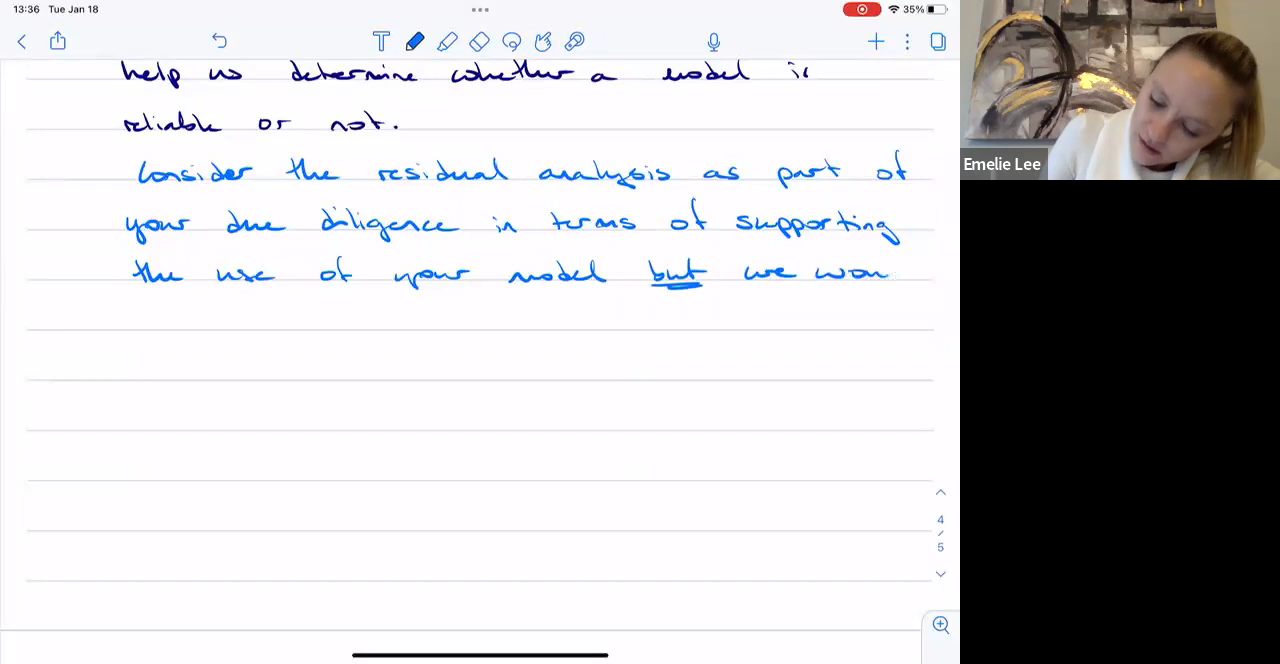 13:36 Tue Jan 18
35%
help us determine whether a model is
reliable or not.
Consider the residual analysis as part of
your due diligence in terms of supporting
the use of your model but we won
4
5
Emelie Lee